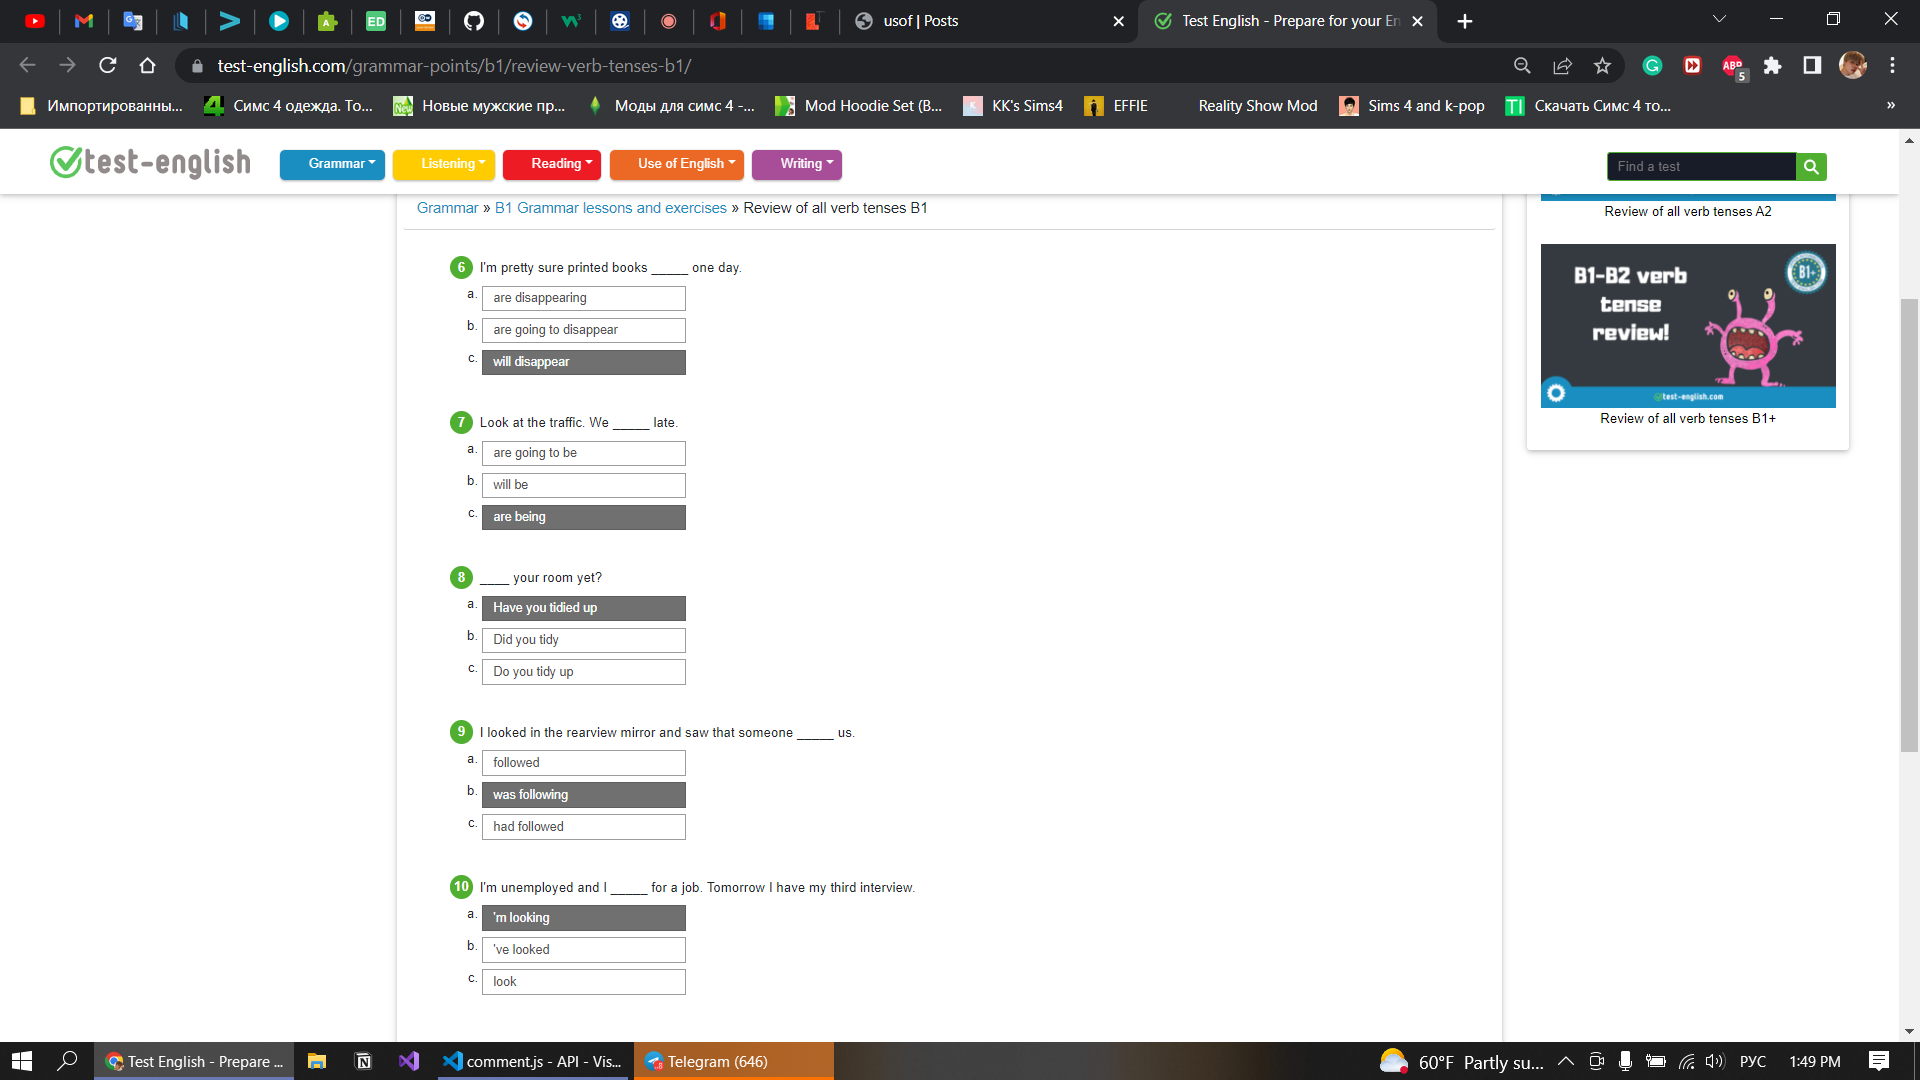 usof | Posts
Test English - Prepare for your En
test-english.com/grammar-points/b1/review-verb-tenses-b1/
ABP
5
Импортированны...
Симс 4 одежда. То...
Новые мужские пр...
Моды для симс 4 -...
Mod Hoodie Set (B...
KK's Sims4
EFFIE
Reality Show Mod
Sims 4 and k-pop
Скачать Симс 4 то...
»
test-english
Grammar
Listening
Reading
Use of English
Writing
Find a test
Grammar » B1 Grammar lessons and exercises » Review of all verb tenses B1
6 I'm pretty sure printed books _____ one day.
a. are disappearing
b. are going to disappear
c. will disappear
7 Look at the traffic. We _____ late.
a. are going to be
b. will be
c. are being
8 ____ your room yet?
a. Have you tidied up
b. Did you tidy
c. Do you tidy up
9 I looked in the rearview mirror and saw that someone _____ us.
a. followed
b. was following
c. had followed
10 I'm unemployed and I _____ for a job. Tomorrow I have my third interview.
a. 'm looking
b. 've looked
c. look
Review of all verb tenses A2
B1-B2 verb
tense
review!
B1+
test-english.com
Review of all verb tenses B1+
Test English - Prepare ...
comment.js - API - Vis...
Telegram (646)
60°F Partly su...
РУС
1:49 PM